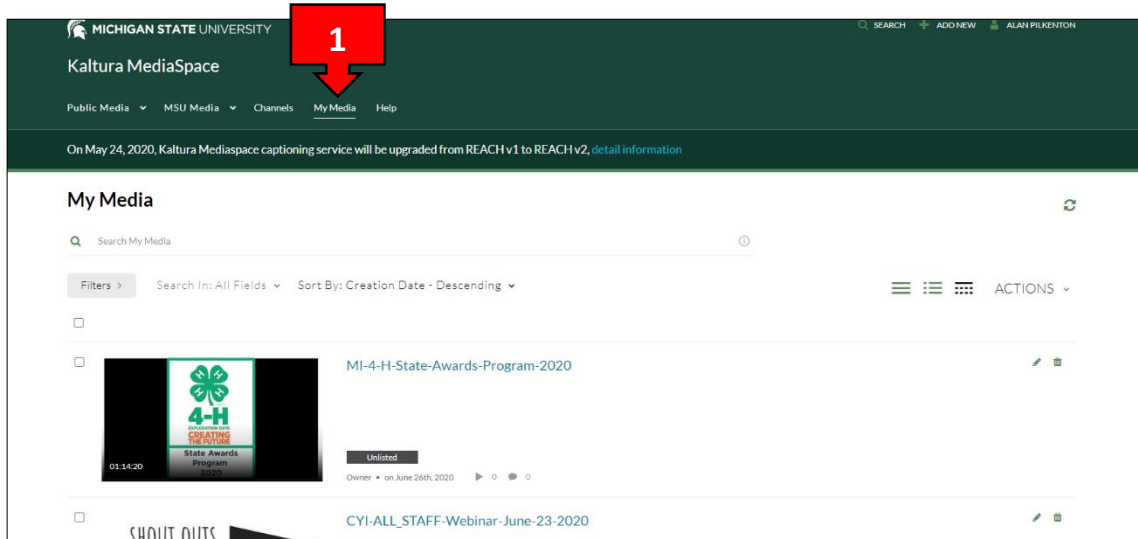 MICHIGAN STATE UNIVERSITY
1
SEARCH ADD NEW ALAN PILKENTON
Kaltura MediaSpace
Public Media MSU Media Channels My Media Help
On May 24, 2020, Kaltura Mediaspace captioning service will be upgraded from REACH v1 to REACH v2, detail information
My Media
Search My Media
Filters > Search In: All Fields Sort By: Creation Date - Descending ACTIONS
H H
H H
4-H
EXPLORATION DAYS
CREATING
THE FUTURE
State Awards
Program
2020
01:14:20
MI-4-H-State-Awards-Program-2020
Unlisted
Owner • on June 26th, 2020 0 0
SHOUT OUTS
CYI-ALL_STAFF-Webinar-June-23-2020